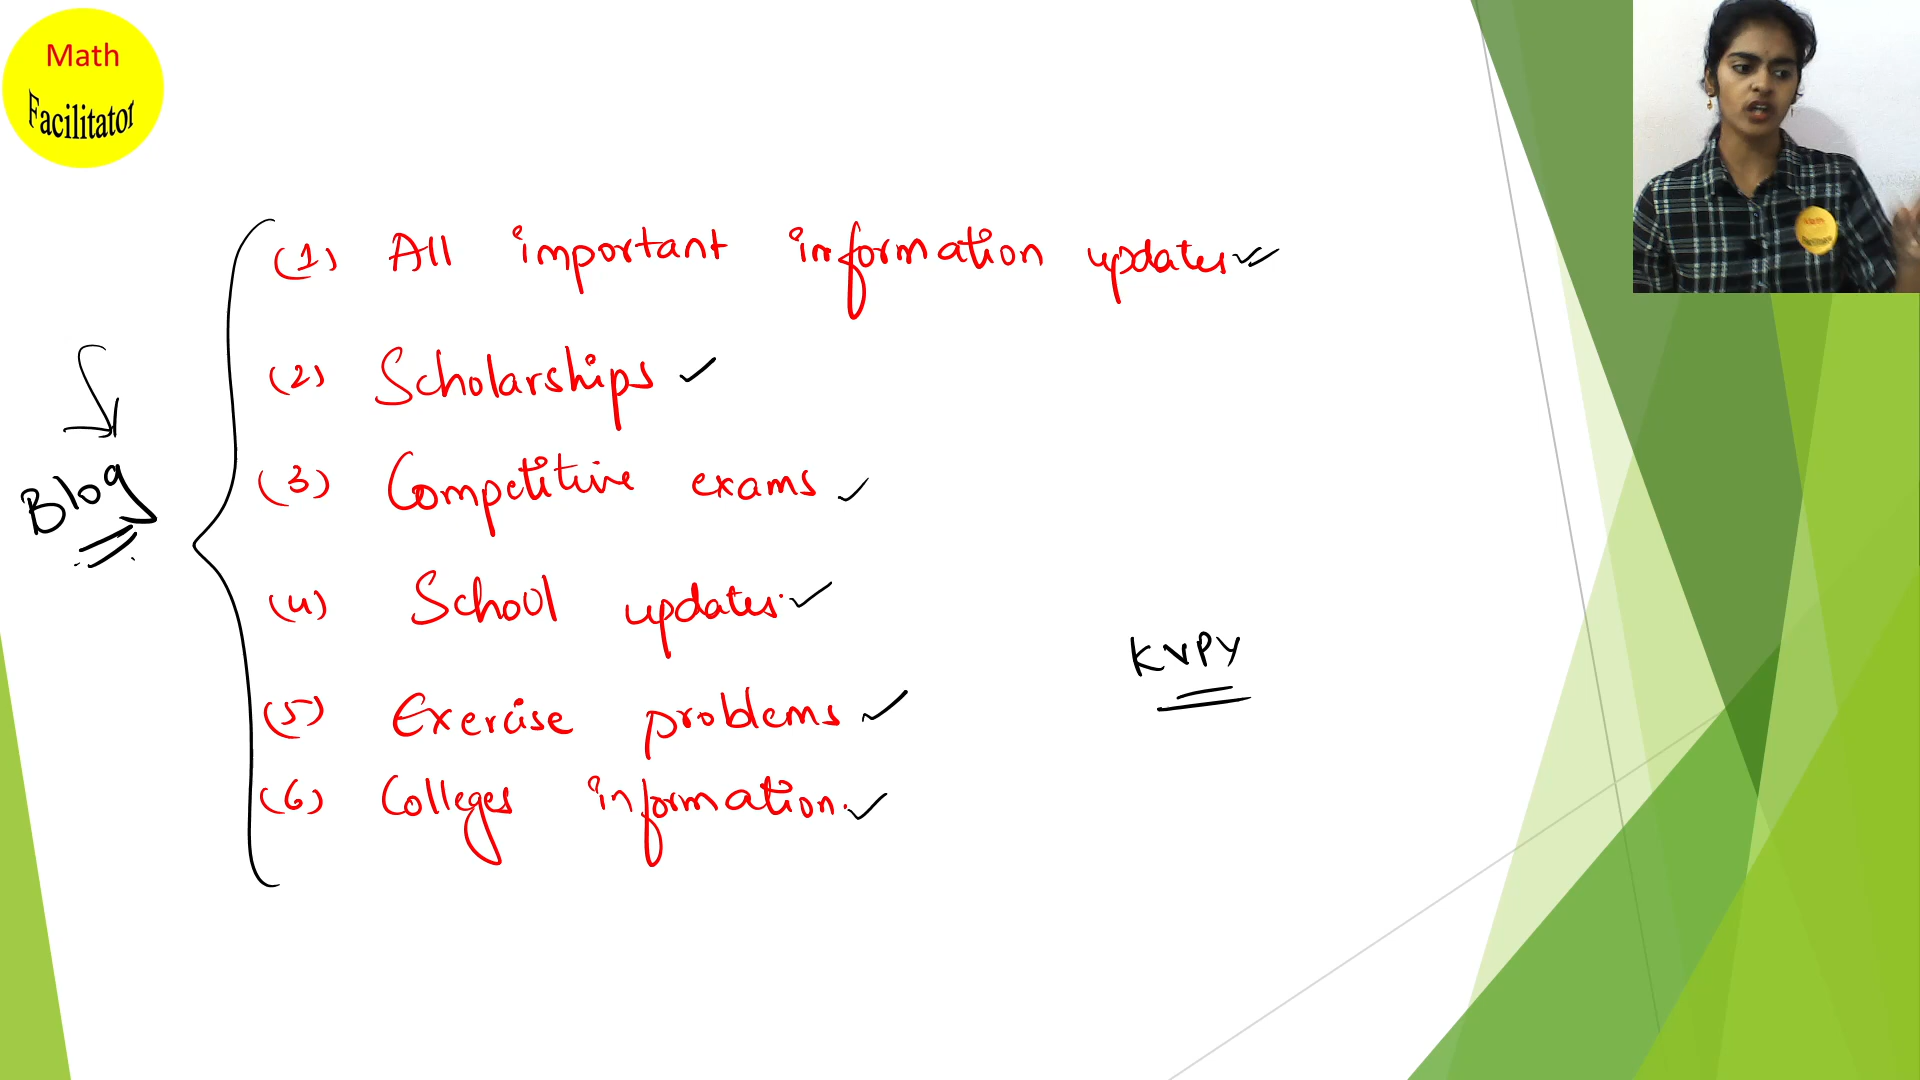 Math
Facilitator
(1) All important information updates
(2) Scholarships
(3) Competitive exams
Blog
(4) School updates.
KVPY
(5) Exercise problems
(6) Colleges information.